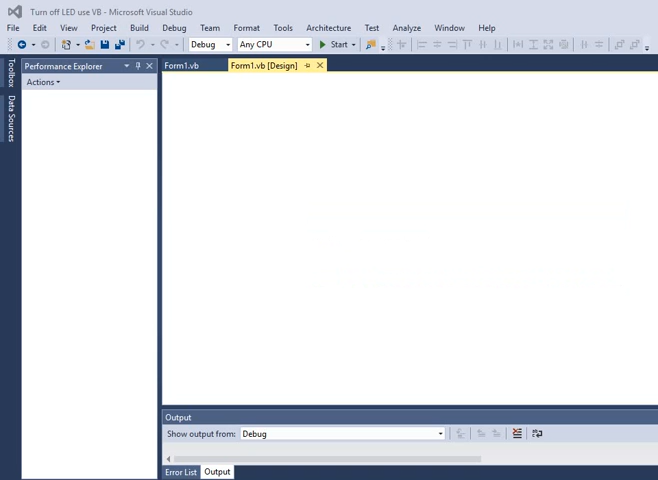 Turn off LED use VB - Microsoft Visual Studio
File Edit View Project Build Debug Team Format Tools Architecture Test Analyze Window Help
Debug Any CPU Start
Toolbox
Data Sources
Performance Explorer
Actions
Form1.vb Form1.vb [Design]
Output
Show output from: Debug
Error List Output